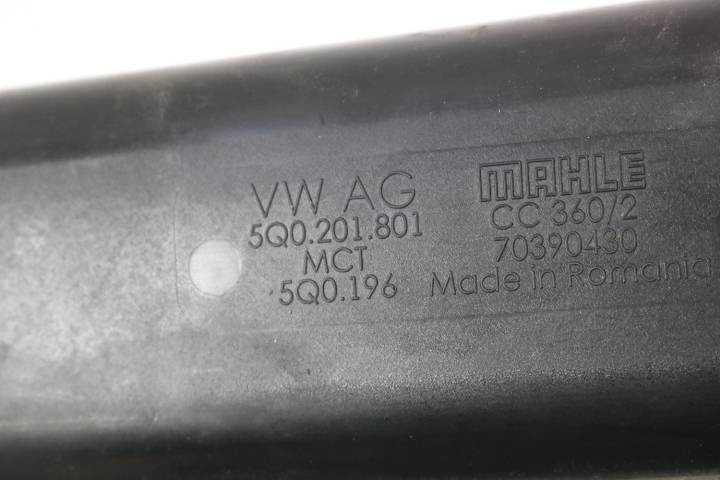 VW AG
5Q0.201.801
MCT
5Q0.196
MAHLE
CC 360/2
70390430
Made in Romania